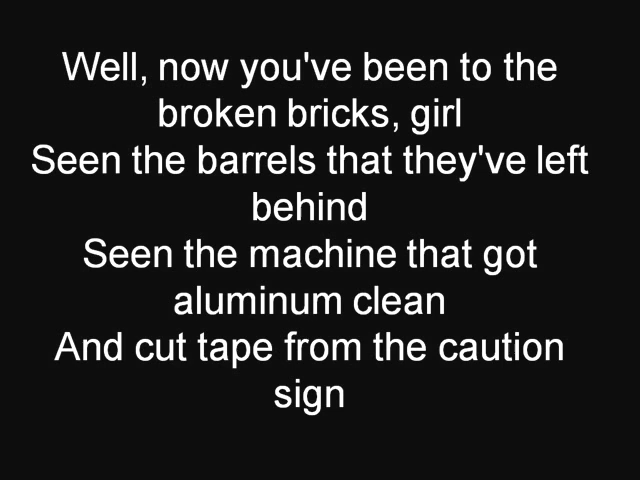 Well, now you've been to the
broken bricks, girl
Seen the barrels that they've left
behind
Seen the machine that got
aluminum clean
And cut tape from the caution
sign